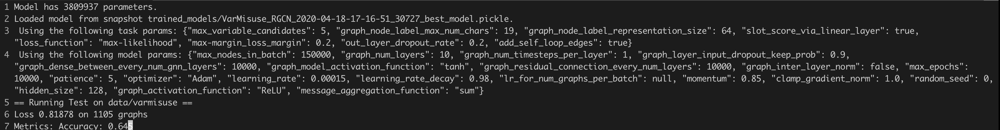 1 Model has 3809937 parameters.
2 Loaded model from snapshot trained_models/VarMisuse_RGCN_2020-04-18-17-16-51_30727_best_model.pickle.
3  Using the following task params: {"max_variable_candidates": 5, "graph_node_label_max_num_chars": 19, "graph_node_label_representation_size": 64, "slot_score_via_linear_layer": true,
"loss_function": "max-likelihood", "max-margin_loss_margin": 0.2, "out_layer_dropout_rate": 0.2, "add_self_loop_edges": true}
4  Using the following model params: {"max_nodes_in_batch": 150000, "graph_num_layers": 10, "graph_num_timesteps_per_layer": 1, "graph_layer_input_dropout_keep_prob": 0.9,
"graph_dense_between_every_num_gnn_layers": 10000, "graph_model_activation_function": "tanh", "graph_residual_connection_every_num_layers": 10000, "graph_inter_layer_norm": false, "max_epochs":
10000, "patience": 5, "optimizer": "Adam", "learning_rate": 0.00015, "learning_rate_decay": 0.98, "lr_for_num_graphs_per_batch": null, "momentum": 0.85, "clamp_gradient_norm": 1.0, "random_seed": 0,
"hidden_size": 128, "graph_activation_function": "ReLU", "message_aggregation_function": "sum"}
5 == Running Test on data/varmisuse ==
6 Loss 0.81878 on 1105 graphs
7 Metrics: Accuracy: 0.645